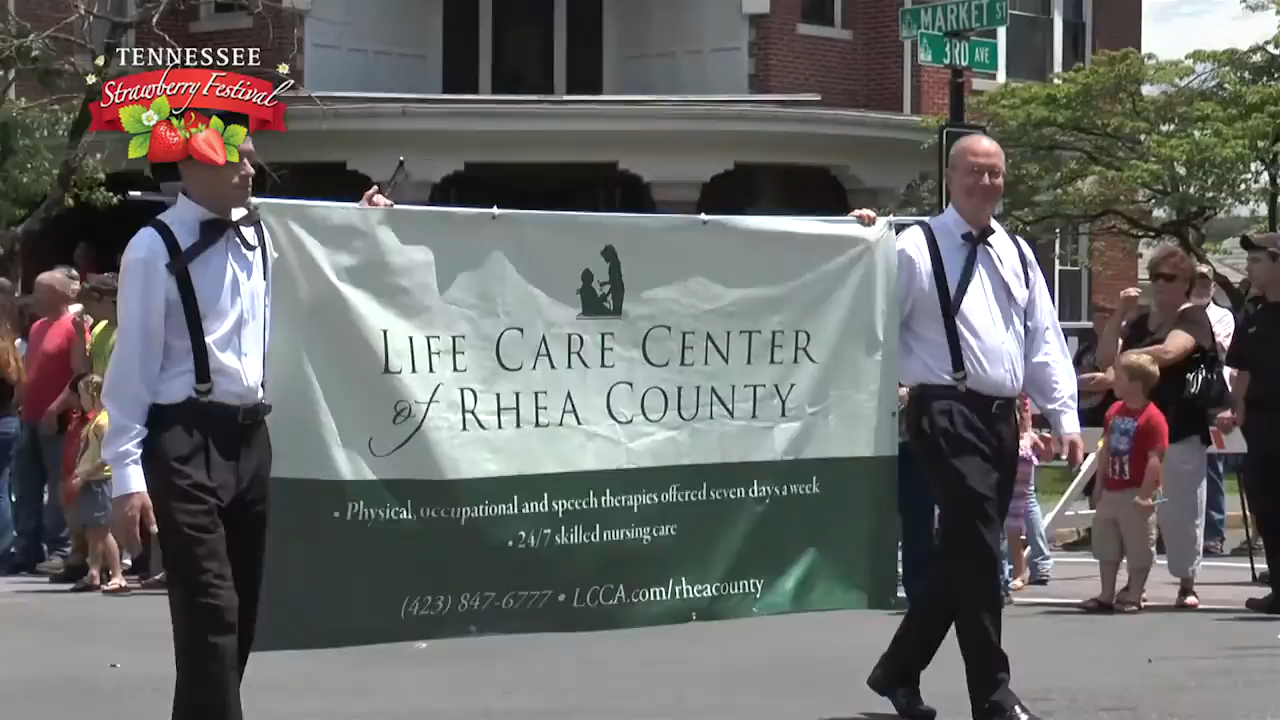 TENNESSEE
Strawberry Festival
MARKET ST
3RD AVE
LIFE CARE CENTER
of RHEA COUNTY
• Physical, occupational and speech therapies offered seven days a week
• 24/7 skilled nursing care
(423) 847-6777 • LCCA.com/rheacounty